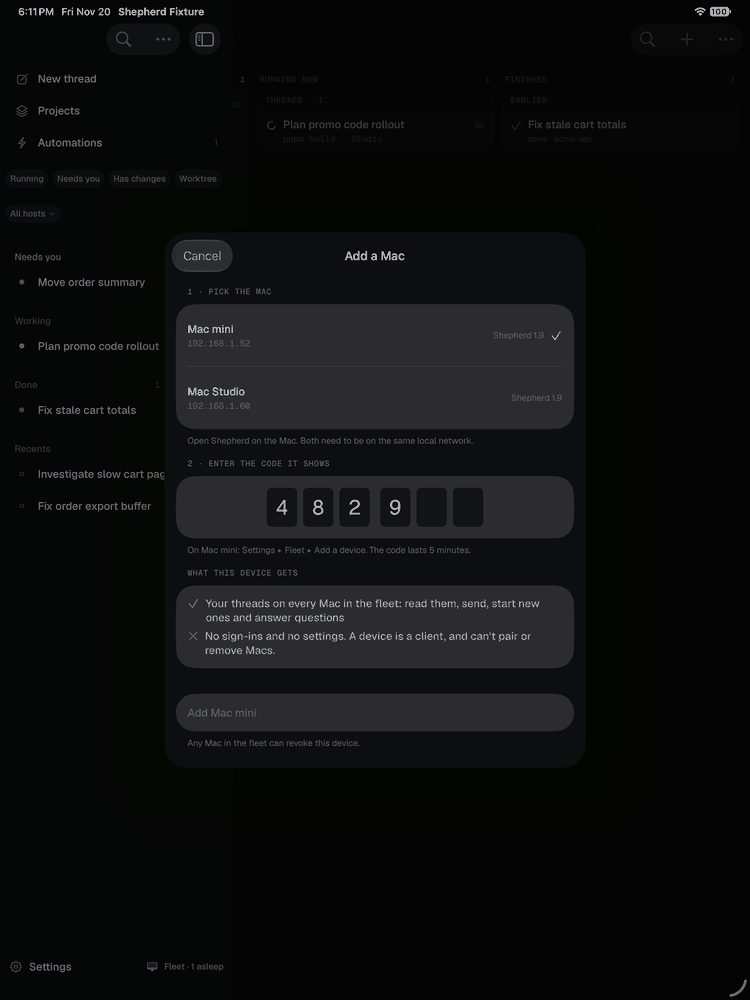 6:11 PM Fri Nov 20 Shepherd Fixture
100
New thread
Projects
Automations 1
Running Needs you Has changes Worktree
All hosts
Needs you
Move order summary
Working
Plan promo code rollout
Done 1
Fix stale cart totals
Recents
Investigate slow cart pag
Fix order export buffer
Settings
Fleet · 1 asleep
1
RUNNING NOW 1
THREADS · 1
Plan promo code rollout 2m
pnpm build · Studio
FINISHED 1
EARLIER
Fix stale cart totals
done · acme-api
Cancel
Add a Mac
1 · PICK THE MAC
Mac mini
192.168.1.52
Shepherd 1.9
Mac Studio
192.168.1.60
Shepherd 1.9
Open Shepherd on the Mac. Both need to be on the same local network.
2 · ENTER THE CODE IT SHOWS
4 8 2 9
On Mac mini: Settings ▸ Fleet ▸ Add a device. The code lasts 5 minutes.
WHAT THIS DEVICE GETS
Your threads on every Mac in the fleet: read them, send, start new
ones and answer questions
No sign-ins and no settings. A device is a client, and can't pair or
remove Macs.
Add Mac mini
Any Mac in the fleet can revoke this device.